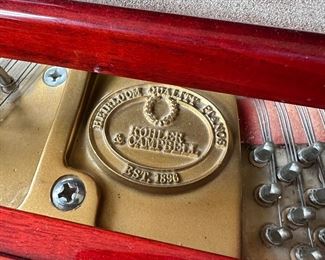 HEIRLOOM QUALITY PIANOS
KOHLER
& CAMPBELL
EST. 1896